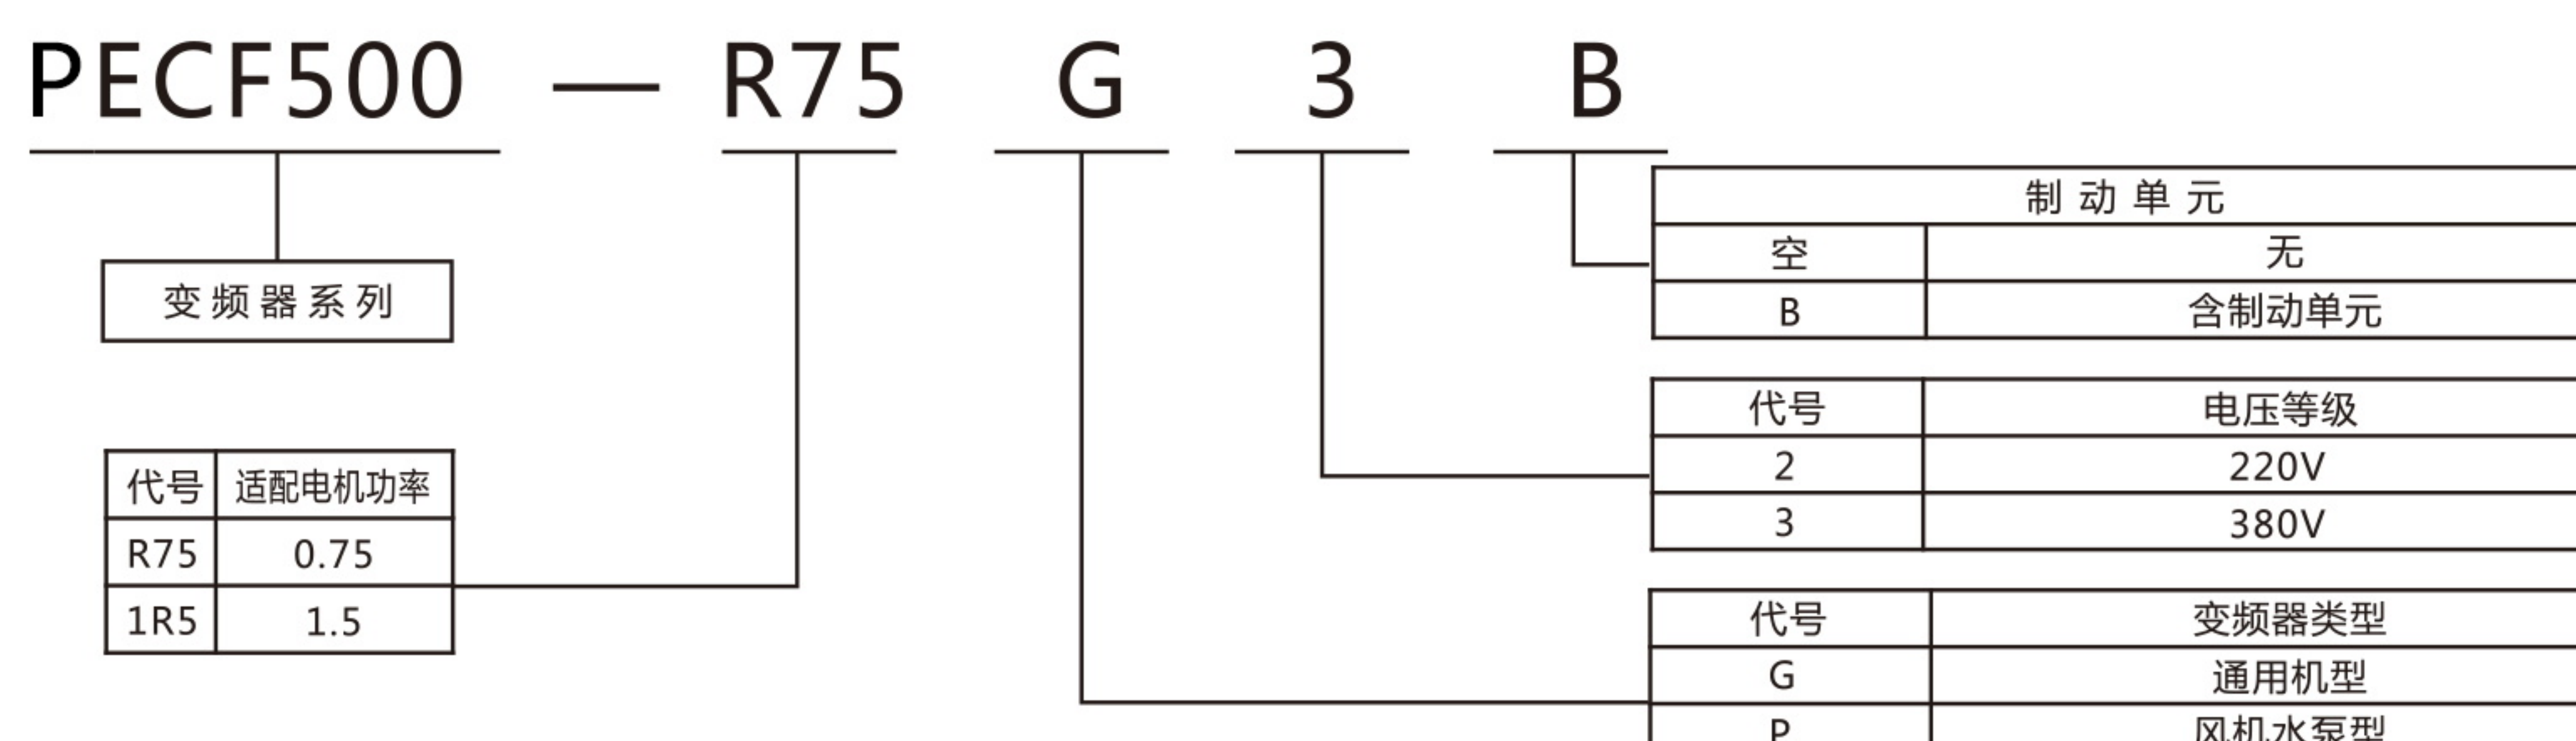 PECF500 — R75 G 3 B
制动单元
空 无
B 含制动单元
变频器系列
代号 电压等级
2 220V
3 380V
代号 适配电机功率
R75 0.75
1R5 1.5
代号 变频器类型
G 通用机型
P 风机水泵型